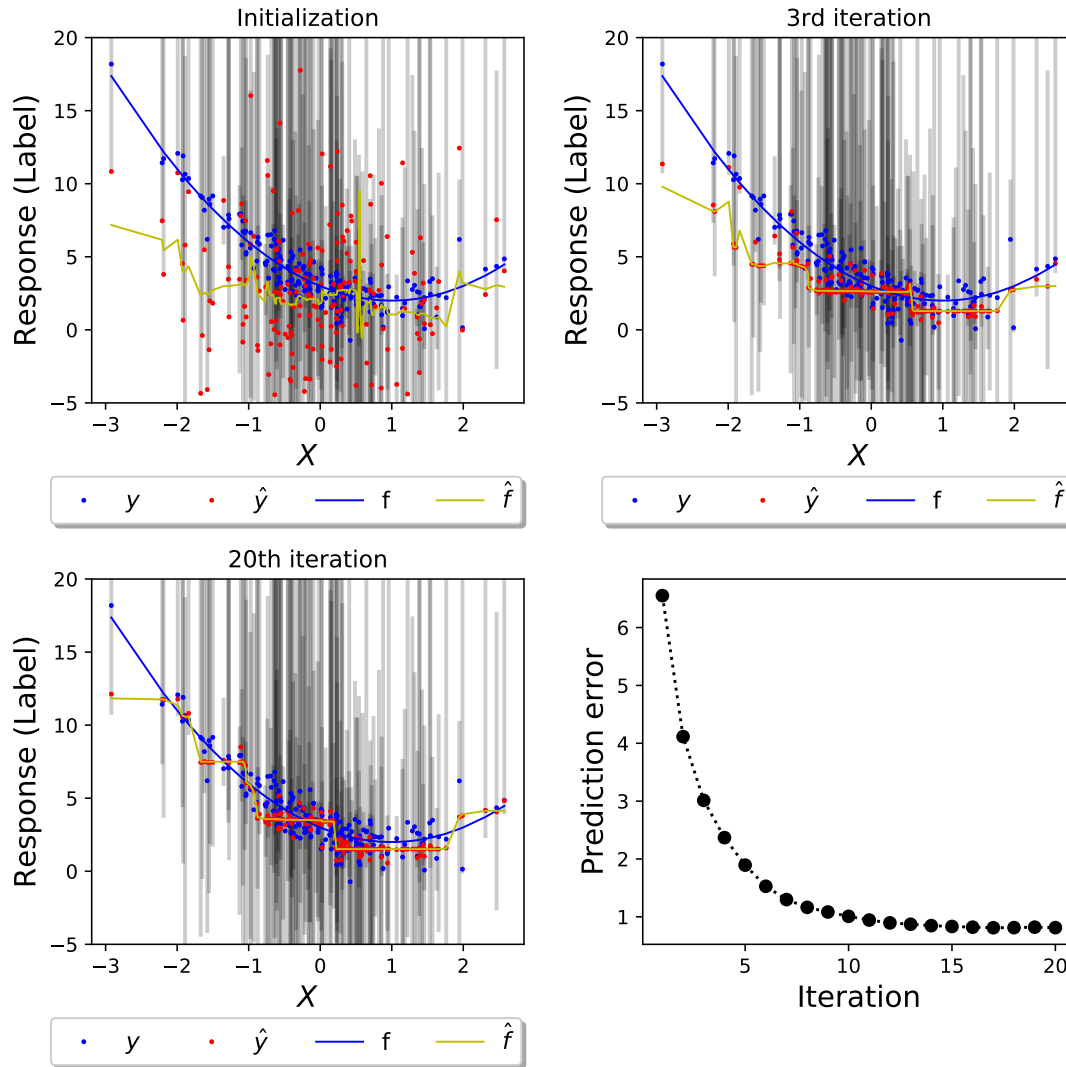 Initialization
20
15
10
5
0
−5
Response (Label)
−3 −2 −1 0 1 2
X
y ŷ f f̂
3rd iteration
20
15
10
5
0
−5
Response (Label)
−3 −2 −1 0 1 2
X
y ŷ f f̂
20th iteration
20
15
10
5
0
−5
Response (Label)
−3 −2 −1 0 1 2
X
y ŷ f f̂
6
5
4
3
2
1
Prediction error
5 10 15 20
Iteration